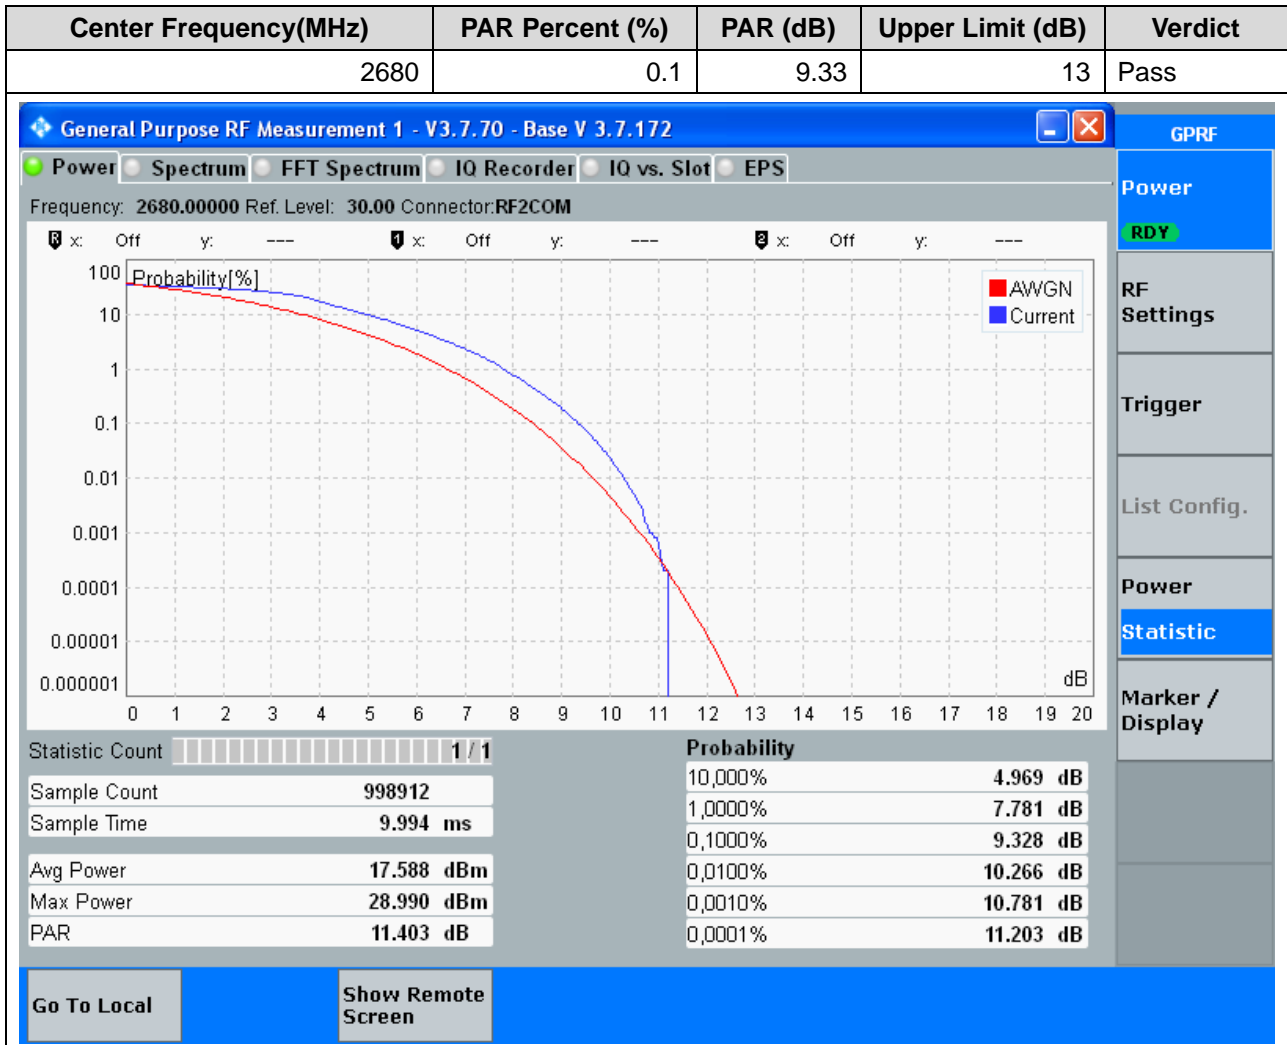 Center Frequency(MHz) PAR Percent (%) PAR (dB) Upper Limit (dB) Verdict
2680 0.1 9.33 13 Pass
General Purpose RF Measurement 1 - V3.7.70 - Base V 3.7.172
GPRF
Power Spectrum FFT Spectrum IQ Recorder IQ vs. Slot EPS
Frequency: 2680.00000 Ref. Level: 30.00 Connector:RF2COM
R x: Off y: --- 1 x: Off y: --- 2 x: Off y: ---
Probability[%]
100
10
1
0.1
0.01
0.001
0.0001
0.00001
0.000001
AWGN
Current
dB
0 1 2 3 4 5 6 7 8 9 10 11 12 13 14 15 16 17 18 19 20
Statistic Count 1 / 1
Sample Count 998912
Sample Time 9.994 ms
Avg Power 17.588 dBm
Max Power 28.990 dBm
PAR 11.403 dB
Probability
10,000% 4.969 dB
1,0000% 7.781 dB
0,1000% 9.328 dB
0,0100% 10.266 dB
0,0010% 10.781 dB
0,0001% 11.203 dB
Power
RDY
RF
Settings
Trigger
List Config.
Power
Statistic
Marker /
Display
Go To Local
Show Remote
Screen